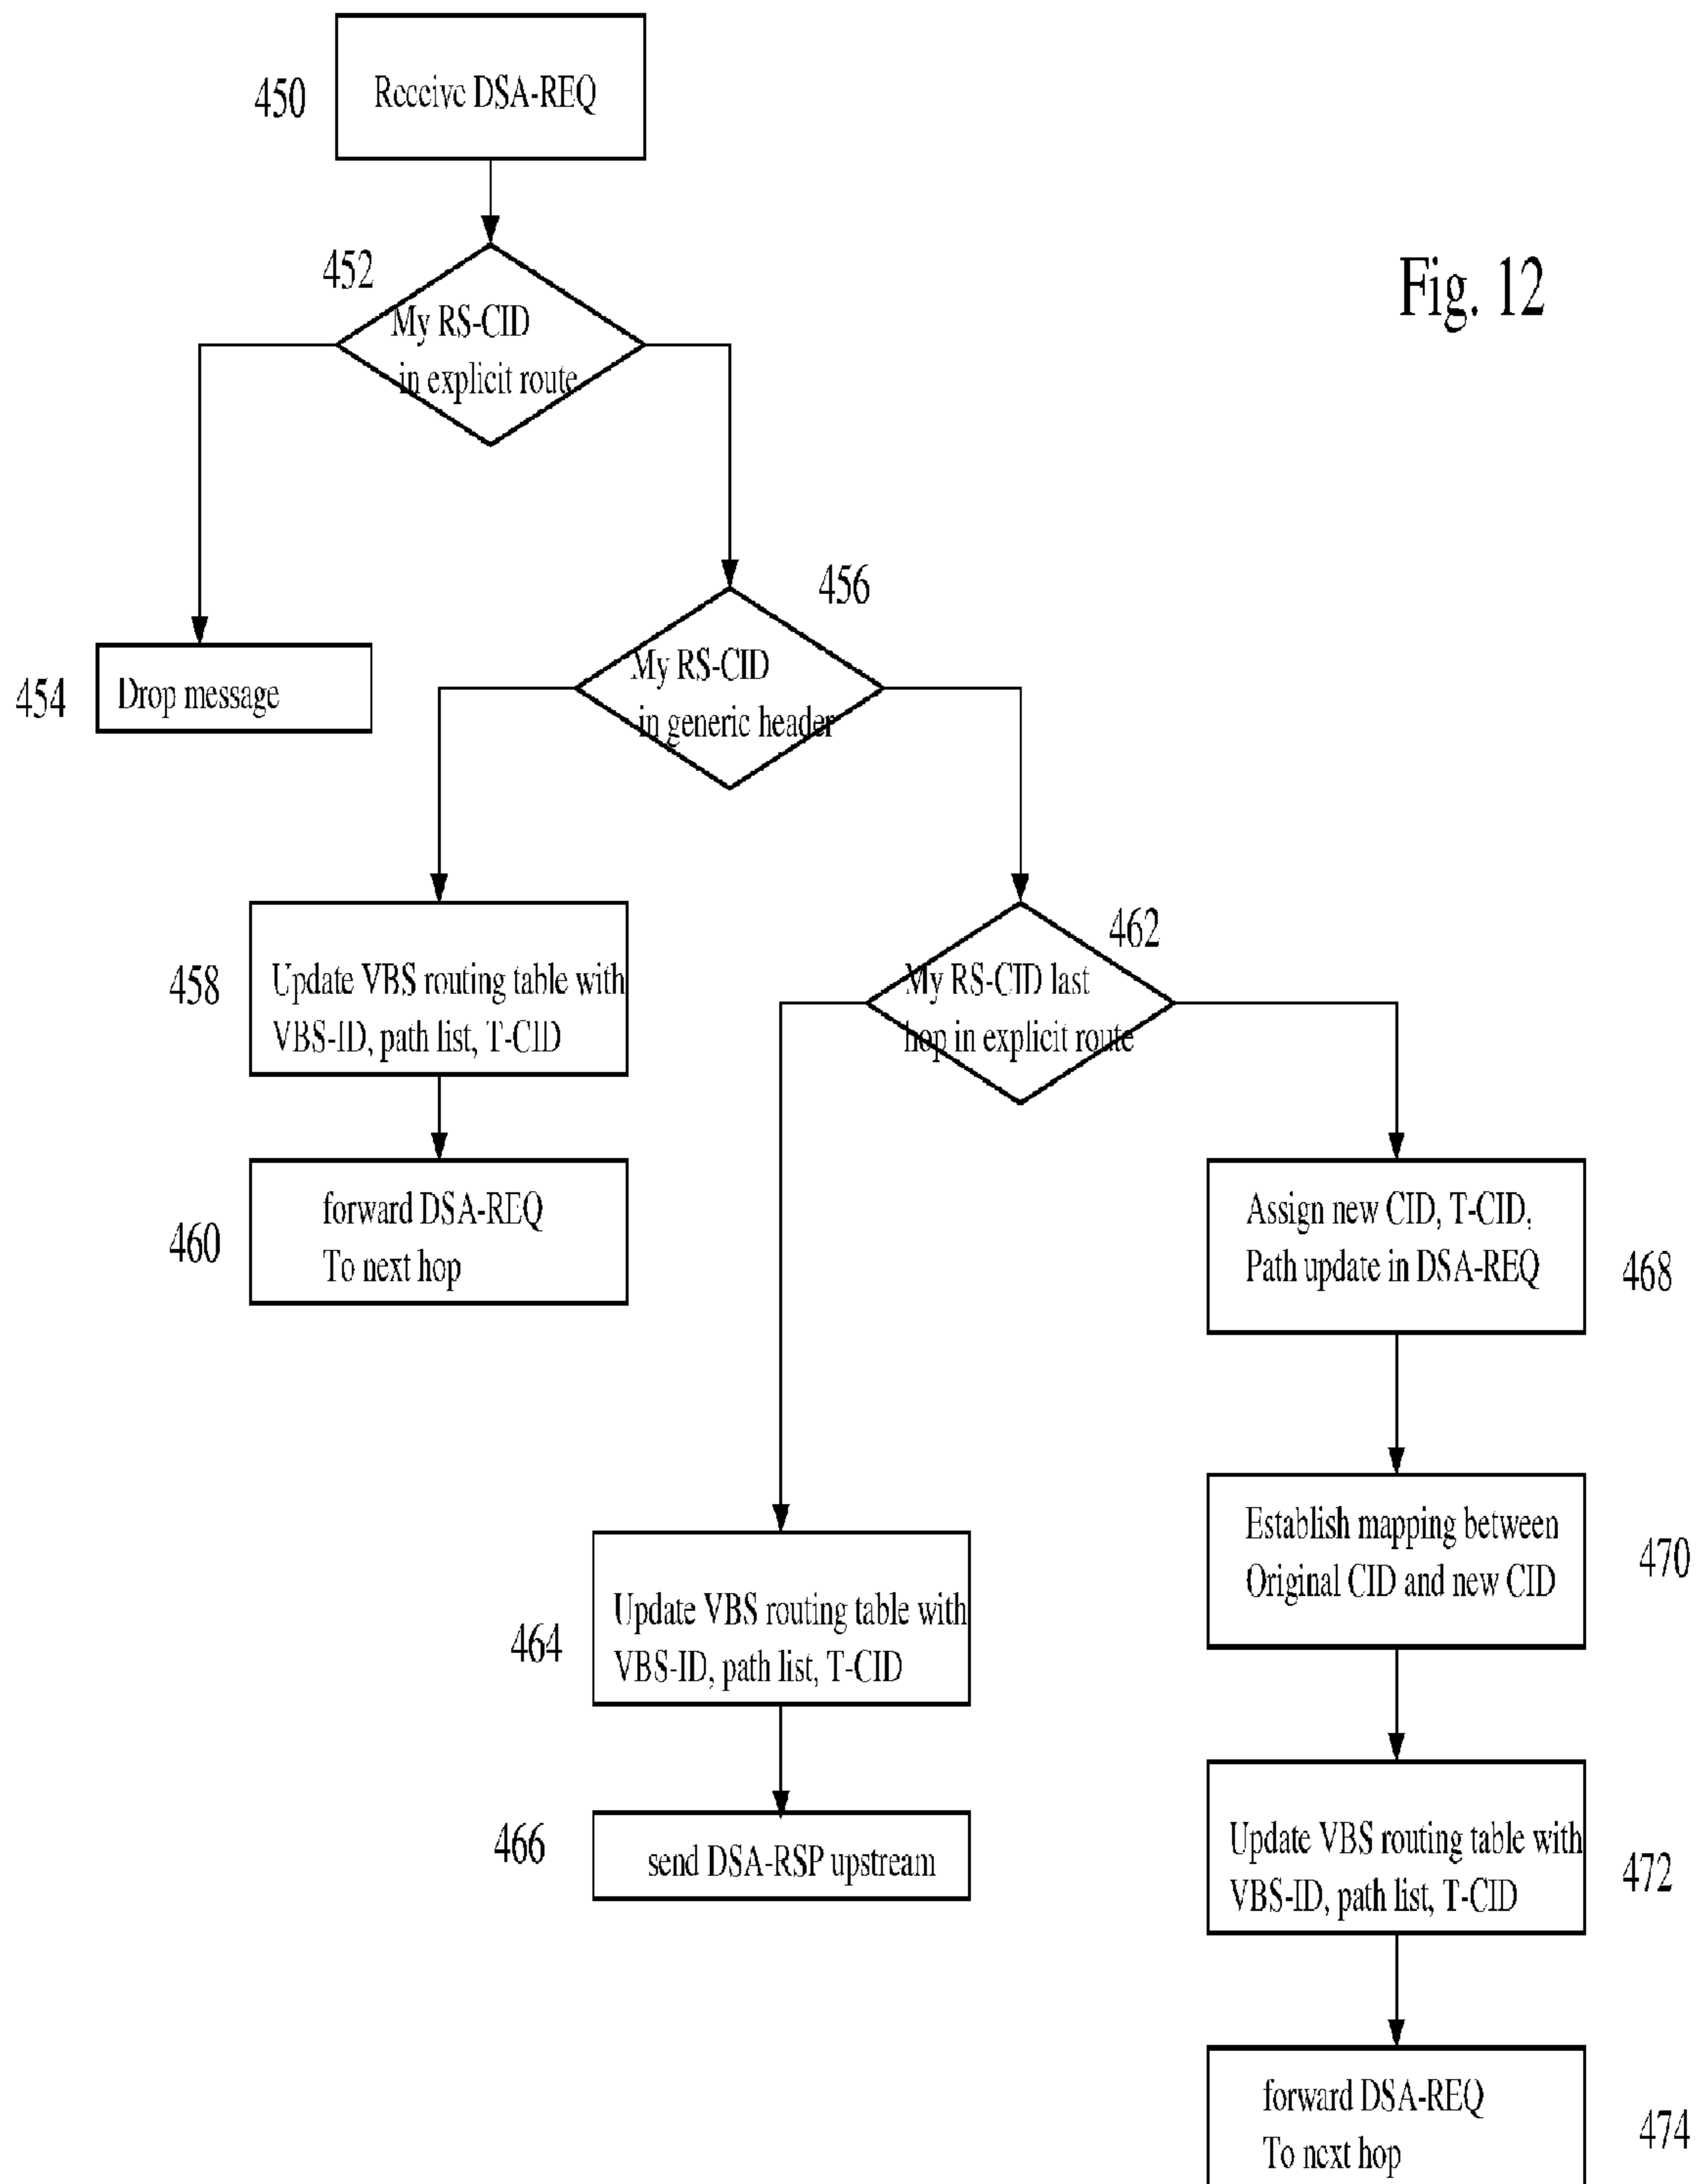 450
Receive DSA-REQ
452
My RS-CID
in explicit route
Fig. 12
456
My RS-CID
in generic header
454
Drop message
458
Update VBS routing table with
VBS-ID, path list, T-CID
462
My RS-CID last
hop in explicit route
460
forward DSA-REQ
To next hop
Assign new CID, T-CID,
Path update in DSA-REQ
468
Establish mapping between
Original CID and new CID
470
464
Update VBS routing table with
VBS-ID, path list, T-CID
466
send DSA-RSP upstream
Update VBS routing table with
VBS-ID, path list, T-CID
472
forward DSA-REQ
To next hop
474